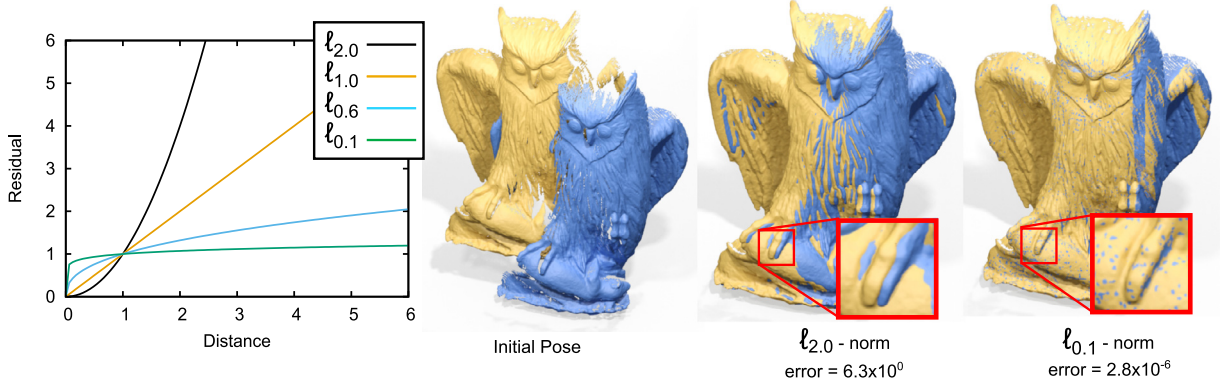 6
5
4
3
2
1
0
Residual
0 1 2 3 4 5 6
Distance
ℓ2.0
ℓ1.0
ℓ0.6
ℓ0.1
Initial Pose
ℓ2.0 - norm
error = 6.3x10⁰
ℓ0.1 - norm
error = 2.8x10⁻⁶